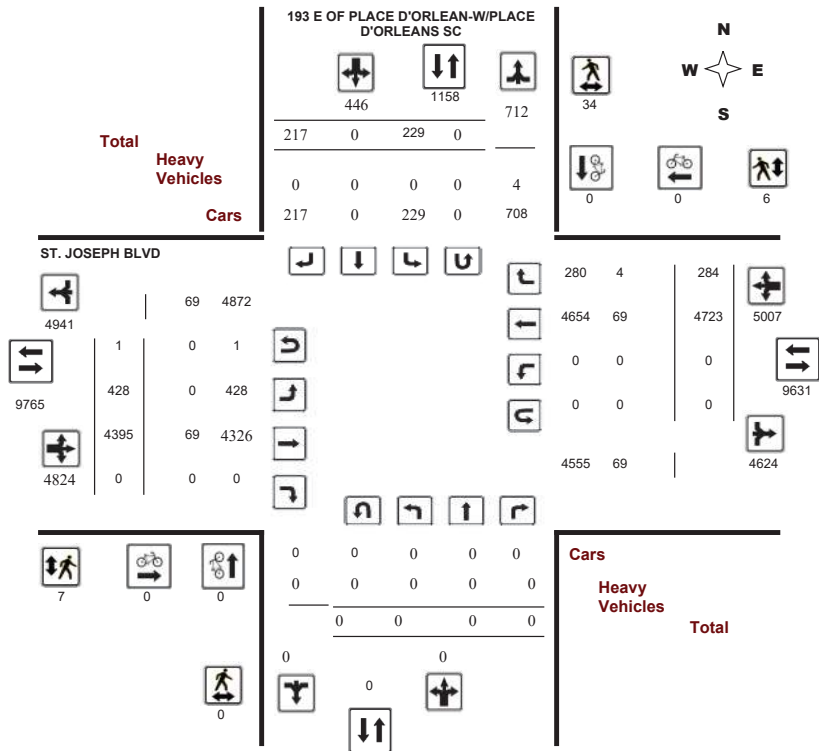 193 E OF PLACE D'ORLEAN-W/PLACE
D'ORLEANS SC
N
W E
S
446
1158
712
34
Total
217 0 229 0
Heavy
Vehicles
0 0 0 0 4
Cars
217 0 229 0 708
0 0 6
ST. JOSEPH BLVD
4941
69 4872
9765
1 0 1
428 0 428
4395 69 4326
4824
0 0 0
280 4 284
4654 69 4723
5007
0 0 0
9631
0 0 0
4555 69
4624
7 0 0
0
0 0 0 0 0
0 0 0 0 0
0 0 0 0
0 0
0
Cars
Heavy
Vehicles
Total